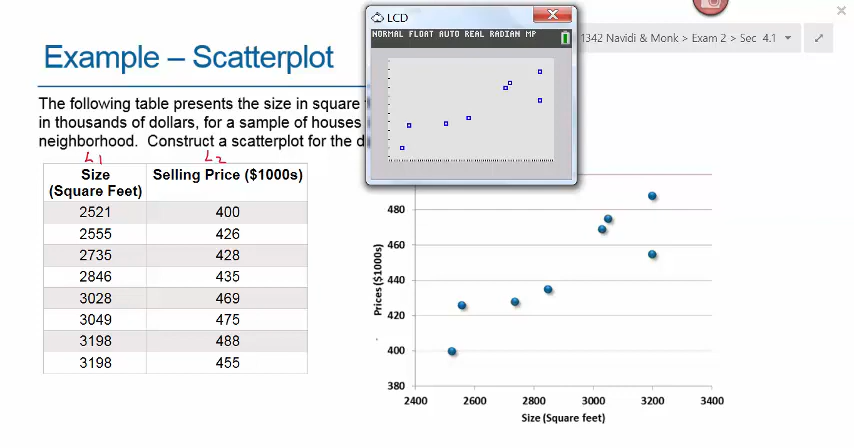 LCD
NORMAL FLOAT AUTO REAL RADIAN MP
1342 Navidi & Monk > Exam 2 > Sec 4.1
Example – Scatterplot
The following table presents the size in square
in thousands of dollars, for a sample of houses
neighborhood. Construct a scatterplot for the
L1 L2
Size Selling Price ($1000s)
(Square Feet)
2521 400
2555 426
2735 428
2846 435
3028 469
3049 475
3198 488
3198 455
480
460
440
420
400
380
Prices ($1000s)
2400 2600 2800 3000 3200 3400
Size (Square feet)